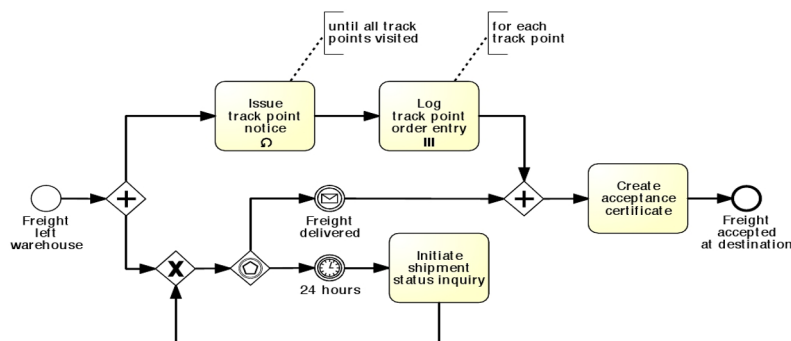 until all track
points visited
for each
track point
Issue
track point
notice
Log
track point
order entry
Freight
left
warehouse
Freight
delivered
Create
acceptance
certificate
Freight
accepted
at destination
24 hours
Initiate
shipment
status inquiry